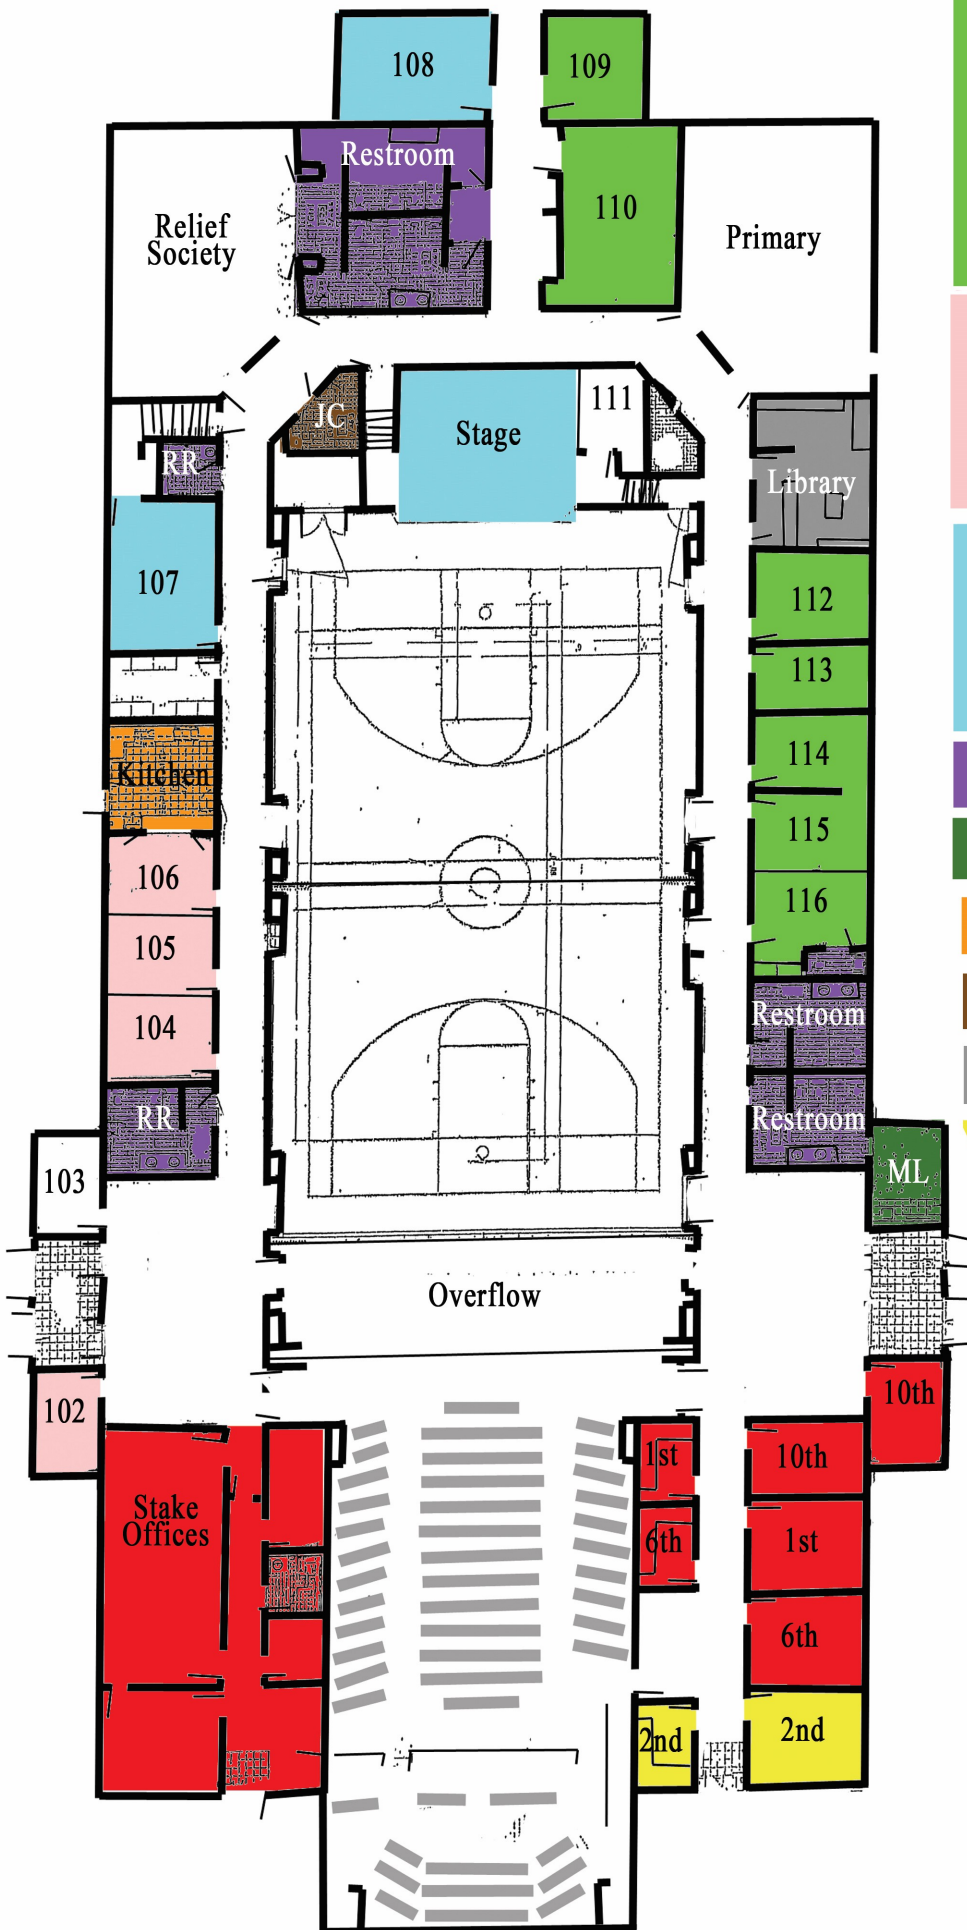 108
109
Restroom
110
Relief
Society
Primary
JC
Stage
111
RR
Library
107
112
113
114
Kitchen
115
106
116
105
104
Restroom
RR
Restroom
103
ML
Overflow
102
10th
1st
10th
Stake
Offices
6th
1st
6th
2nd
2nd